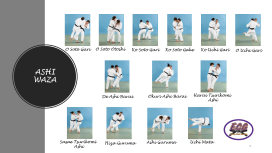 ASHI
WAZA
O Soto Gari
O Soto Otoshi
Ko Soto Gari
Ko Soto Gake
Ko Uchi Gari
O Uchi Gari
De Ashi Barai
Okuri Ashi Barai
Harai Tsurikomi
Ashi
Sasae Tsurikomi
Ashi
Hiza Guruma
Ashi Guruma
Uchi Mata